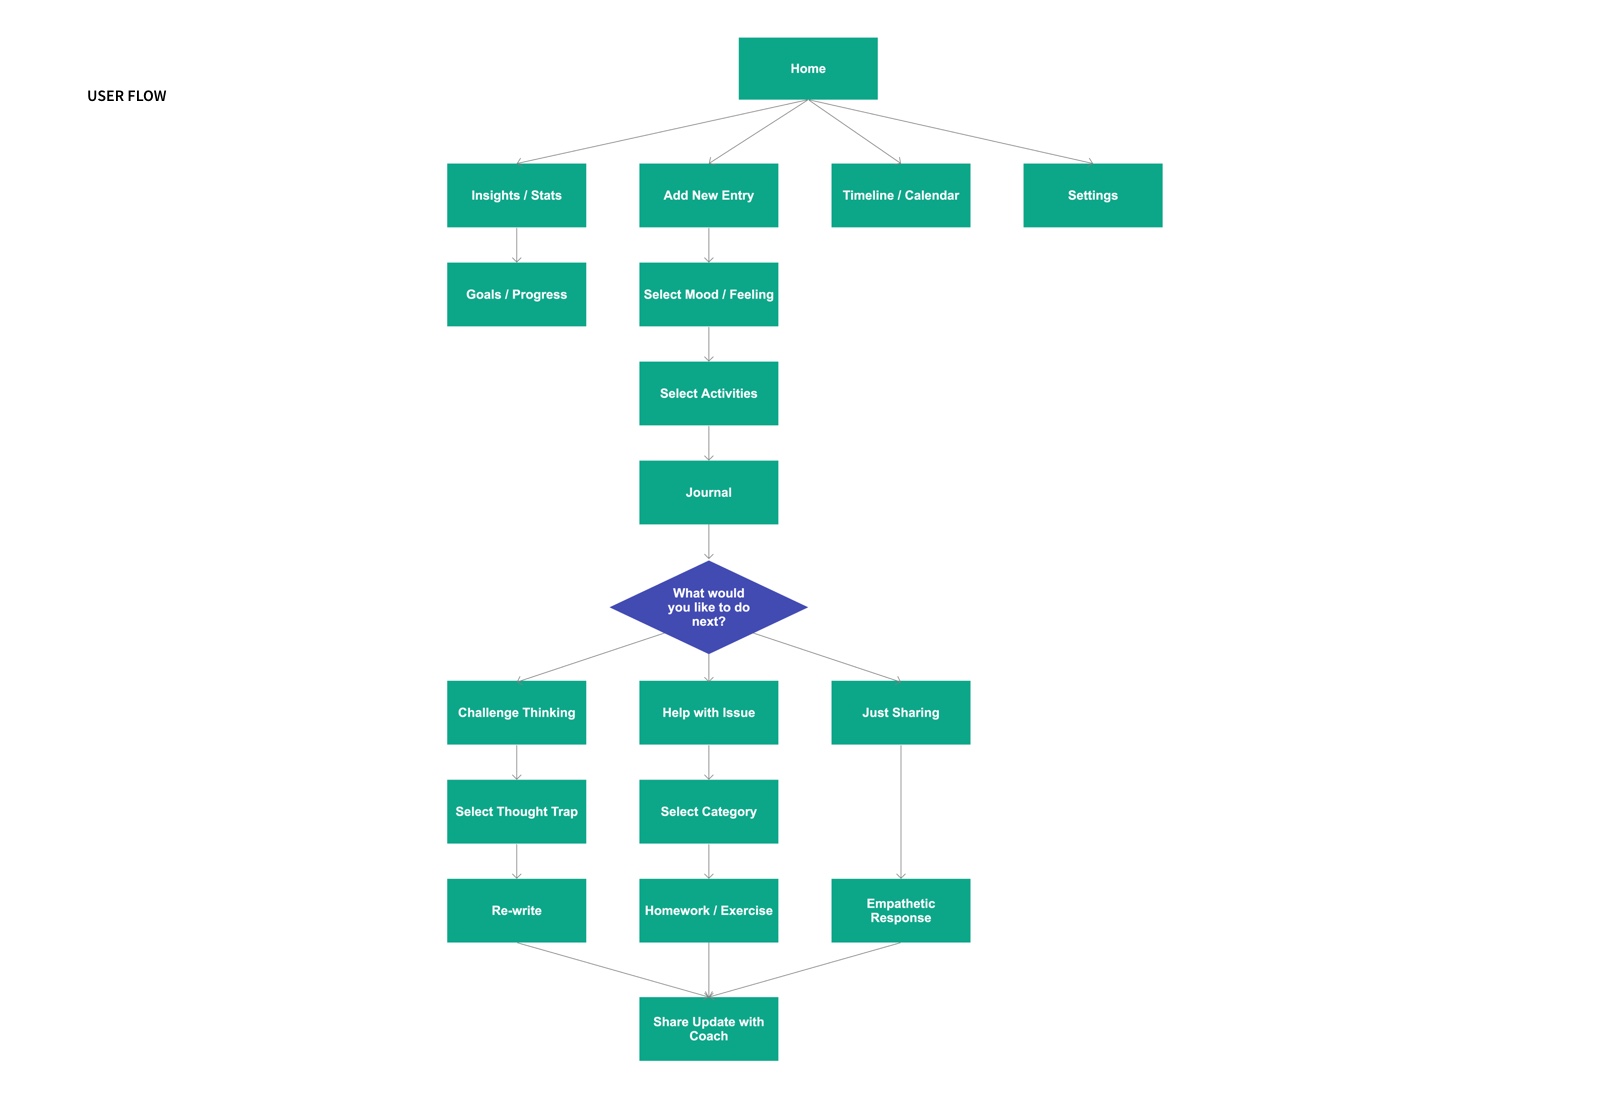 USER FLOW
Home
Insights / Stats
Add New Entry
Timeline / Calendar
Settings
Goals / Progress
Select Mood / Feeling
Select Activities
Journal
What would
you like to do
next?
Challenge Thinking
Help with Issue
Just Sharing
Select Thought Trap
Select Category
Re-write
Homework / Exercise
Empathetic
Response
Share Update with
Coach